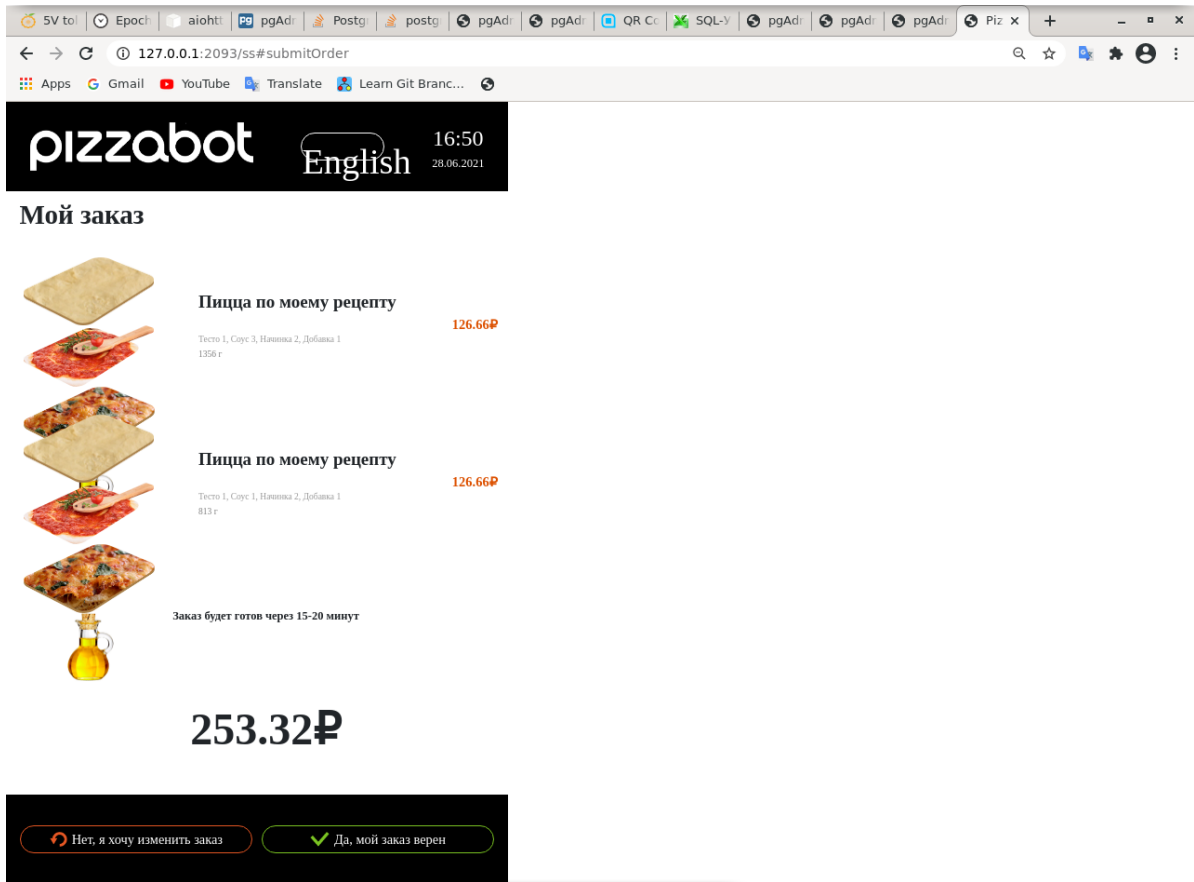 5V tol Epoch aiohtt pgAdr Postgr postg pgAdr pgAdr QR Co SQL-У pgAdr pgAdr pgAdr Piz
127.0.0.1:2093/ss#submitOrder
Apps Gmail YouTube Translate Learn Git Branc...
pizzabot
English
16:50
28.06.2021
Мой заказ
Пицца по моему рецепту
126.66₽
Тесто 1, Соус 3, Начинка 2, Добавка 1
1356 г
Пицца по моему рецепту
126.66₽
Тесто 1, Соус 1, Начинка 2, Добавка 1
813 г
Заказ будет готов через 15-20 минут
253.32₽
Нет, я хочу изменить заказ
Да, мой заказ верен